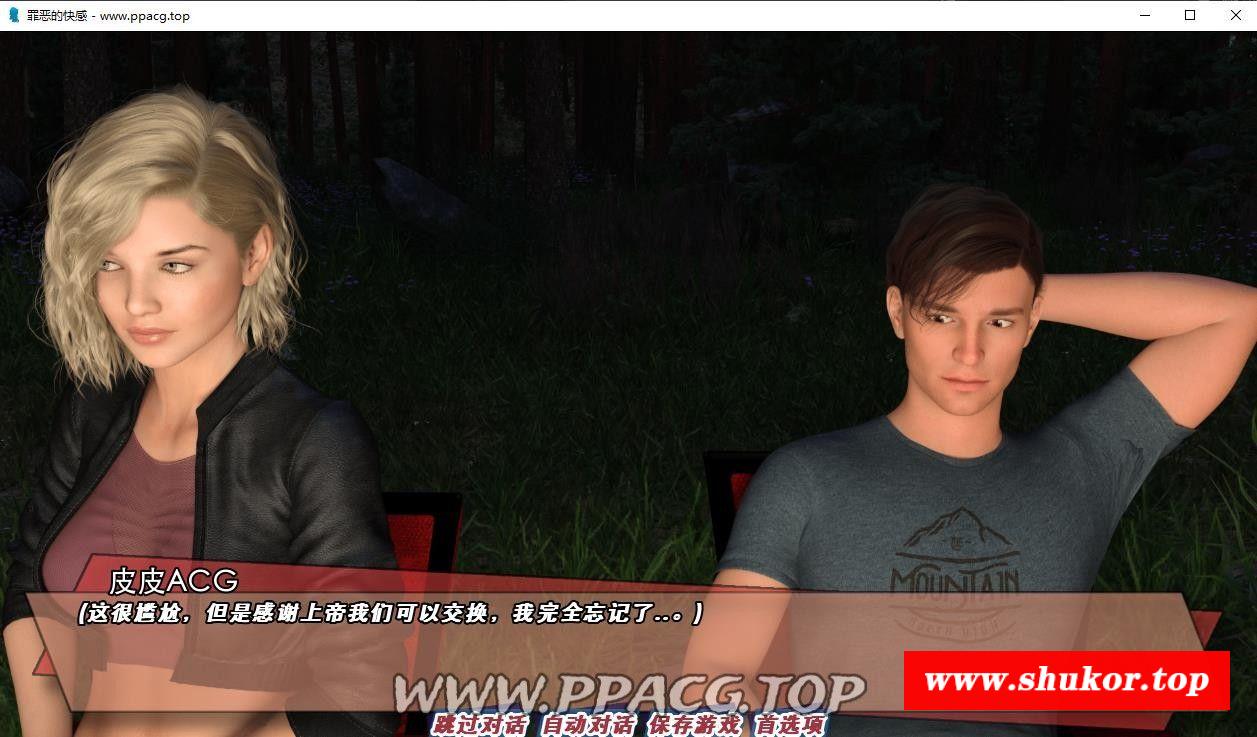 罪恶的快感 - www.ppacg.top
MOUNTAIN
皮皮ACG
(这很尴尬，但是感谢上帝我们可以交换，我完全忘记了..。)
WWW.PPACG.TOP
www.shukor.top
跳过对话 自动对话 保存游戏 首选项